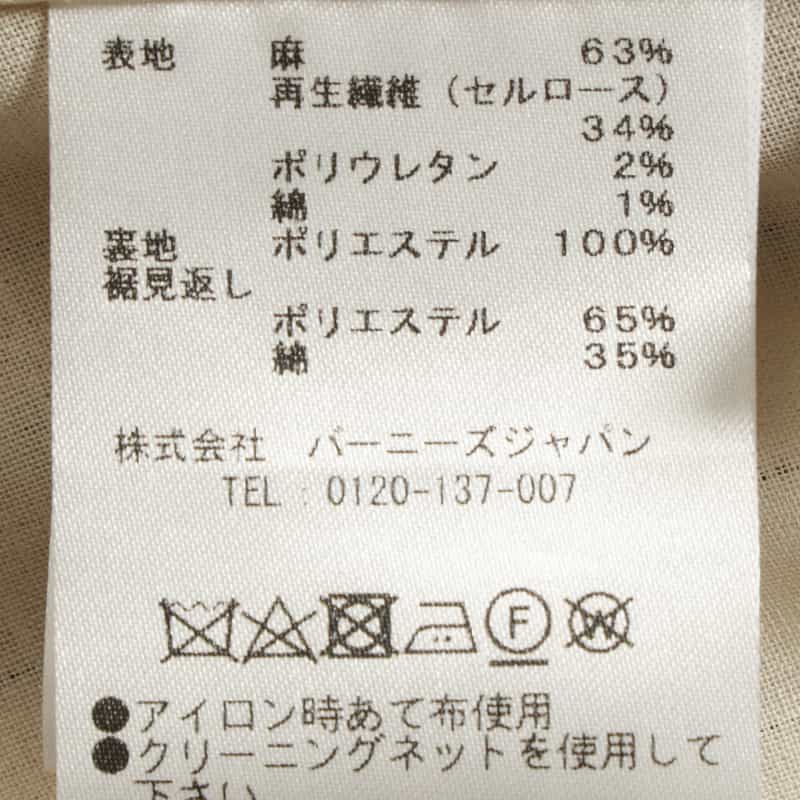 表地 麻 63%
再生繊維（セルロース）
34%
ポリウレタン 2%
綿 1%
裏地 ポリエステル 100%
裾見返し
ポリエステル 65%
綿 35%
株式会社 バーニーズジャパン
TEL : 0120-137-007
F W
●アイロン時あて布使用
●クリーニングネットを使用して
下さい